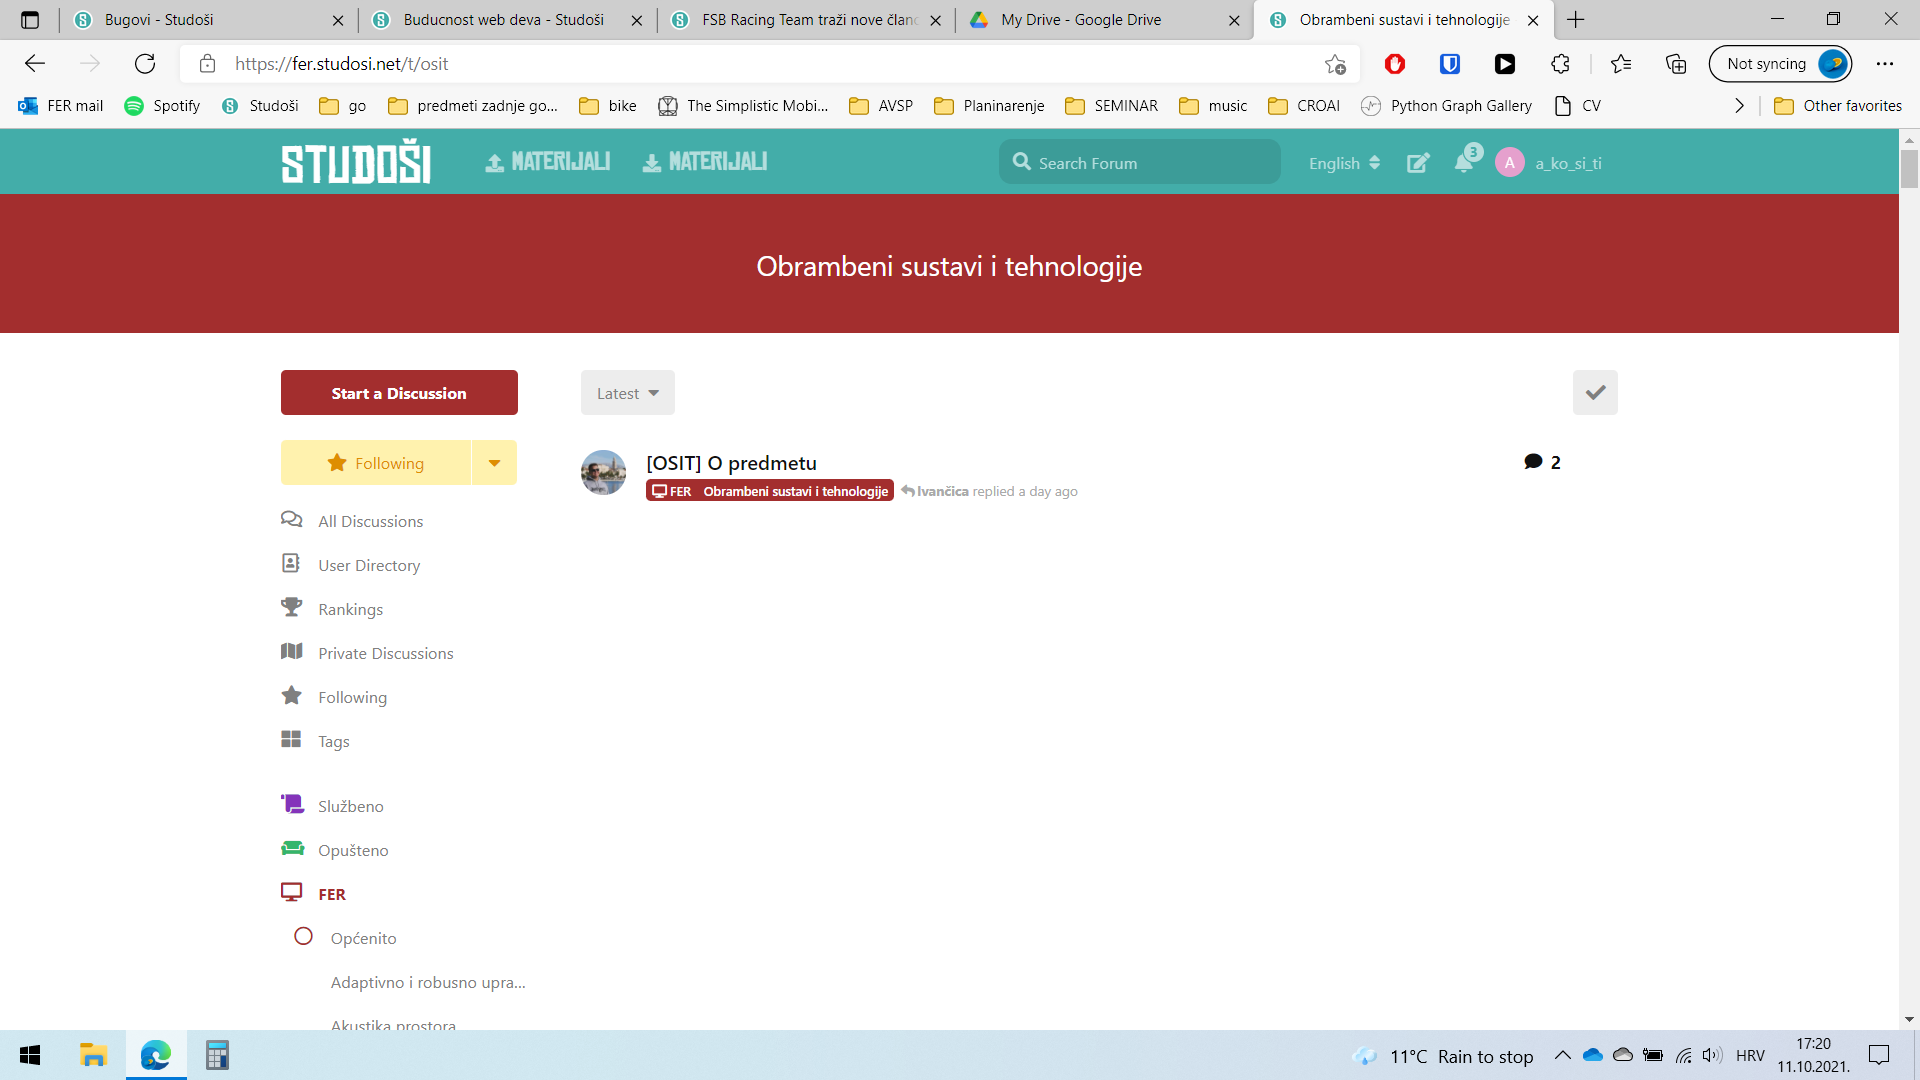 Bugovi - Studoši
Buducnost web deva - Studoši
FSB Racing Team traži nove člano
My Drive - Google Drive
Obrambeni sustavi i tehnologije
https://fer.studosi.net/t/osit
Not syncing
FER mail
Spotify
Studoši
go
predmeti zadnje go...
bike
The Simplistic Mobi...
AVSP
Planinarenje
SEMINAR
music
CROAI
Python Graph Gallery
CV
Other favorites
STUDOŠI
MATERIJALI
MATERIJALI
Search Forum
English
3
A
a_ko_si_ti
Obrambeni sustavi i tehnologije
Start a Discussion
Latest
Following
[OSIT] O predmetu
2
FER Obrambeni sustavi i tehnologije Ivančica replied a day ago
All Discussions
User Directory
Rankings
Private Discussions
Following
Tags
Službeno
Opušteno
FER
Općenito
Adaptivno i robusno upra...
Akustika prostora
11°C Rain to stop
HRV
17:20
11.10.2021.